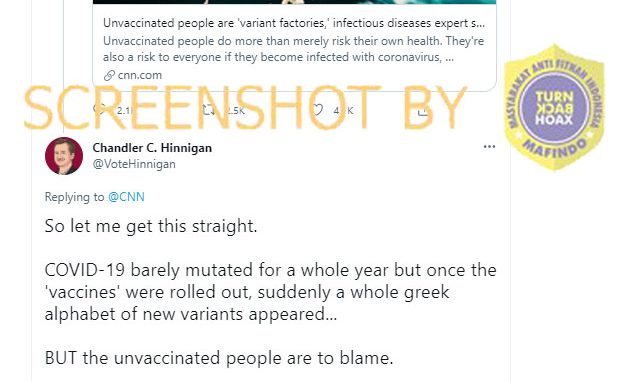 Unvaccinated people are 'variant factories,' infectious diseases expert s...
Unvaccinated people do more than merely risk their own health. They're
also a risk to everyone if they become infected with coronavirus, ...
cnn.com
SCREENSHOT BY
MASYARAKAT ANTI FITNAH INDONESIA
TURN
BACK
HOAX
MAFINDO
2.1
2.5K
Chandler C. Hinnigan
@VoteHinnigan
Replying to @CNN
So let me get this straight.
COVID-19 barely mutated for a whole year but once the
'vaccines' were rolled out, suddenly a whole greek
alphabet of new variants appeared...
BUT the unvaccinated people are to blame.